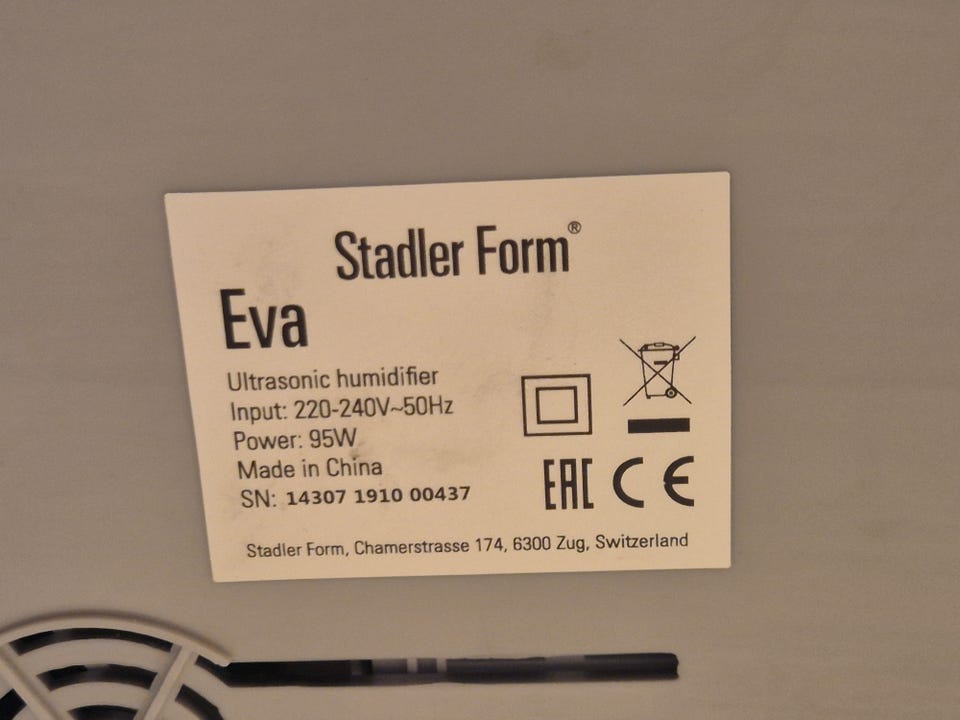 Stadler Form®
Eva
Ultrasonic humidifier
Input: 220-240V~50Hz
Power: 95W
Made in China
SN: 14307 1910 00437
EAC CE
Stadler Form, Chamerstrasse 174, 6300 Zug, Switzerland